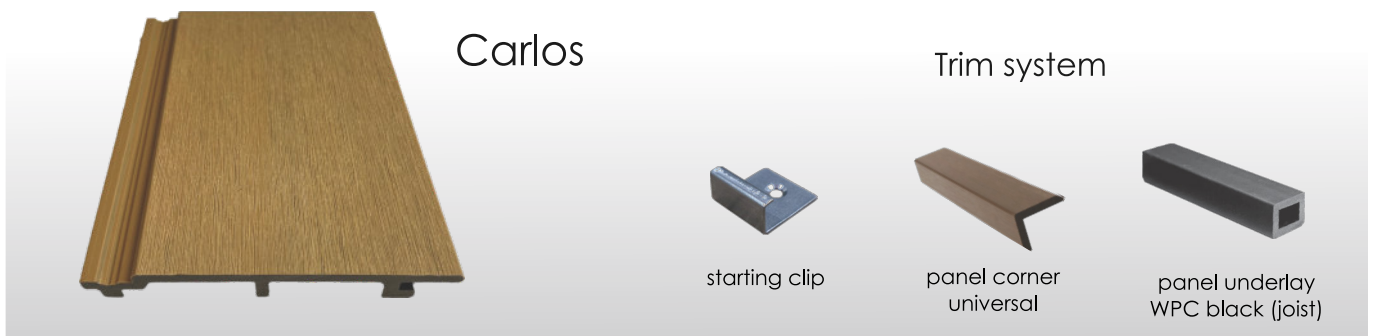 Carlos
Trim system
starting clip
panel corner
universal
panel underlay
WPC black (joist)